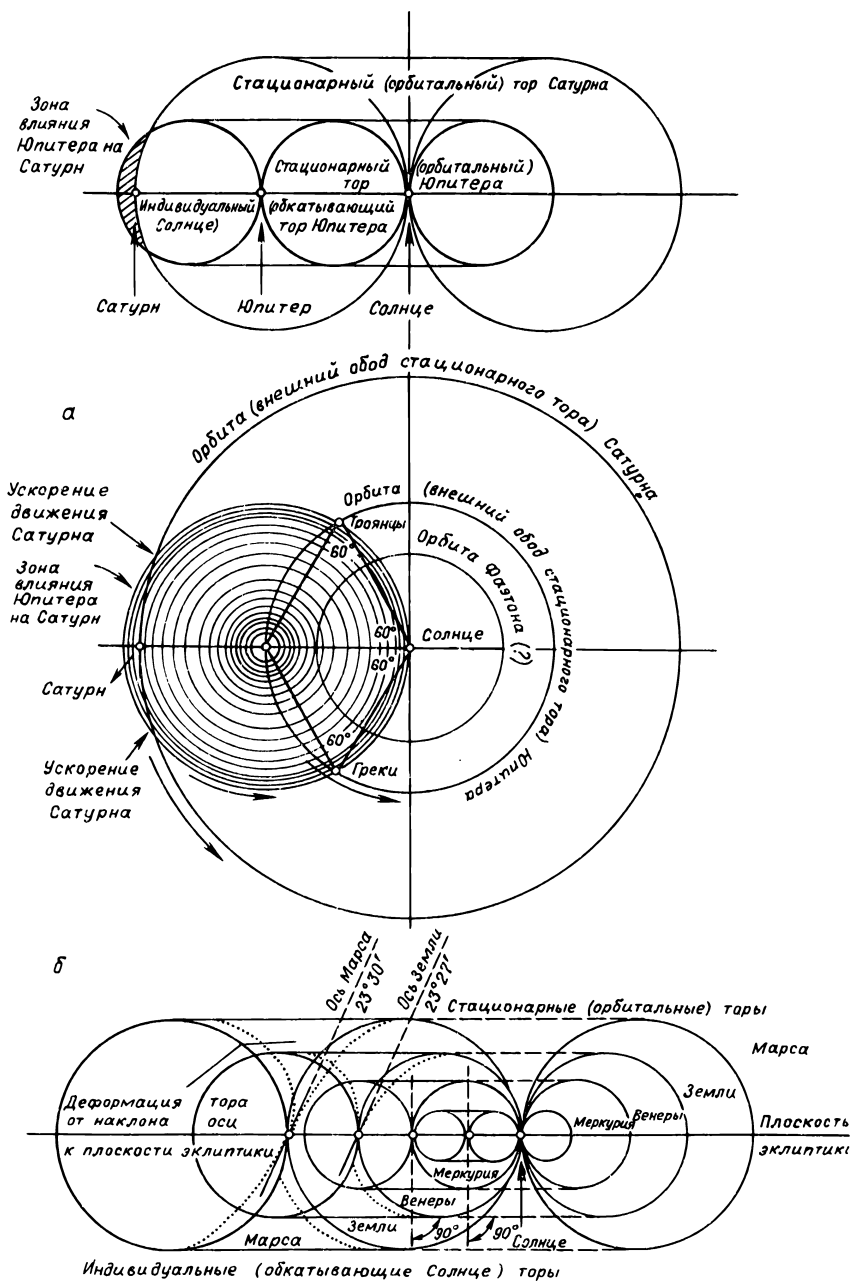 Стационарный (орбитальный) тор Сатурна
Зона
влияния
Юпитера на
Сатурн
Стационарный (орбитальный)
тор Юпитера
Индивидуальный (обкатывающий
Солнце) тор Юпитера
Сатурн
Юпитер
Солнце
а
Орбита (внешний обод стационарного тора) Сатурна
Ускорение
движения
Сатурна
Зона
влияния
Юпитера
на Сатурн
Орбита (внешний обод стационарного тора) Юпитера
Троянцы
Орбита Фаэтона (?)
60°
60°
Солнце
60°
Сатурн
60°
Греки
Ускорение
движения
Сатурна
б
Ось Марса
23°30'
Ось Земли
23°27'
Стационарные (орбитальные) торы
Марса
Земли
Венеры
Меркурия
Деформация тора
от наклона оси
к плоскости эклиптики
Плоскость
эклиптики
Меркурия
Венеры
Земли
Марса
90°
90°
Солнце
Индивидуальные (обкатывающие Солнце) торы